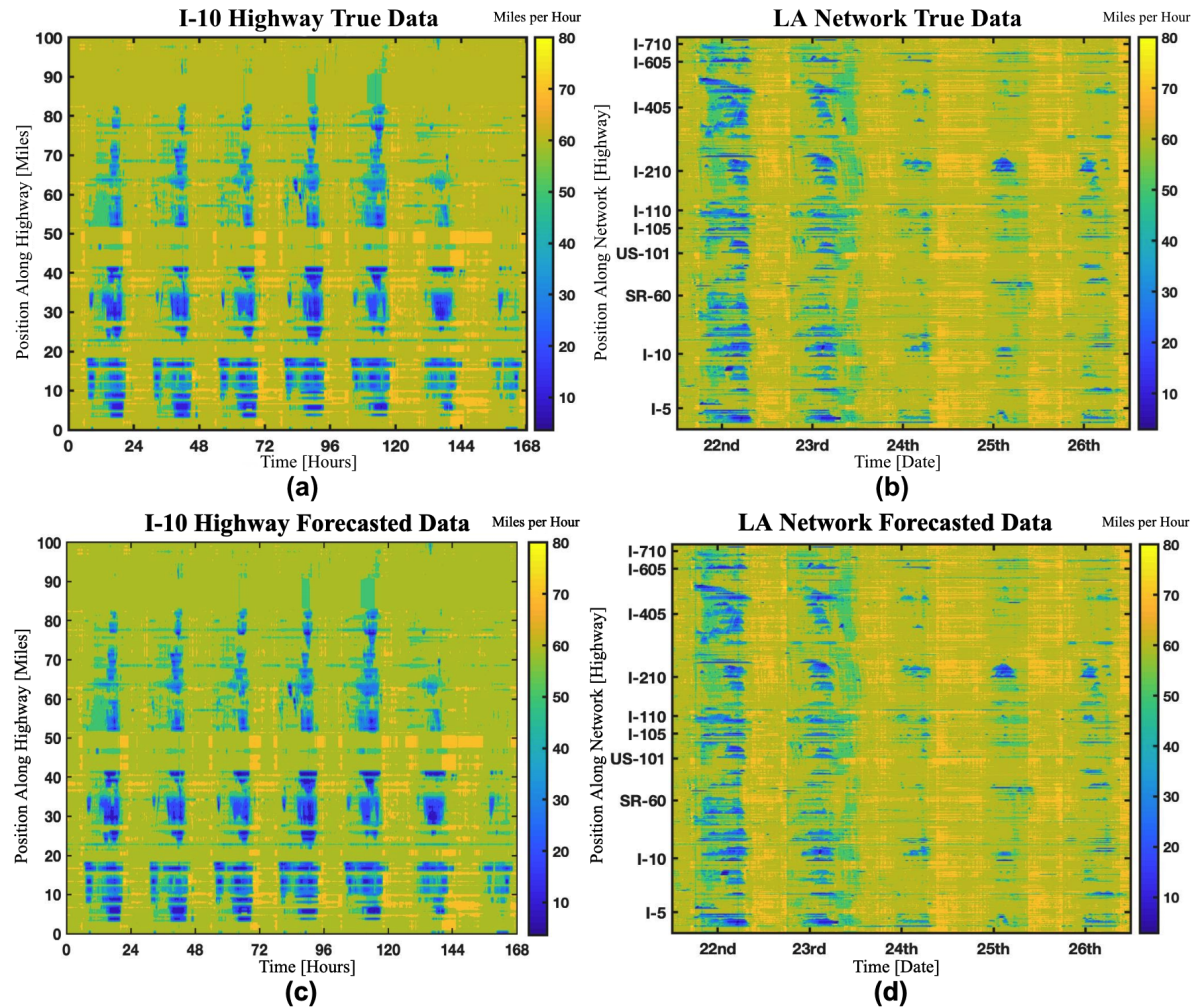 I-10 Highway True Data
Miles per Hour
Position Along Highway [Miles]
100
90
80
70
60
50
40
30
20
10
0
0 24 48 72 96 120 144 168
Time [Hours]
80
70
60
50
40
30
20
10
(a)
LA Network True Data
Miles per Hour
Position Along Network [Highway]
I-710
I-605
I-405
I-210
I-110
I-105
US-101
SR-60
I-10
I-5
22nd 23rd 24th 25th 26th
Time [Date]
80
70
60
50
40
30
20
10
(b)
I-10 Highway Forecasted Data
Miles per Hour
Position Along Highway [Miles]
100
90
80
70
60
50
40
30
20
10
0
0 24 48 72 96 120 144 168
Time [Hours]
80
70
60
50
40
30
20
10
(c)
LA Network Forecasted Data
Miles per Hour
Position Along Network [Highway]
I-710
I-605
I-405
I-210
I-110
I-105
US-101
SR-60
I-10
I-5
22nd 23rd 24th 25th 26th
Time [Date]
80
70
60
50
40
30
20
10
(d)